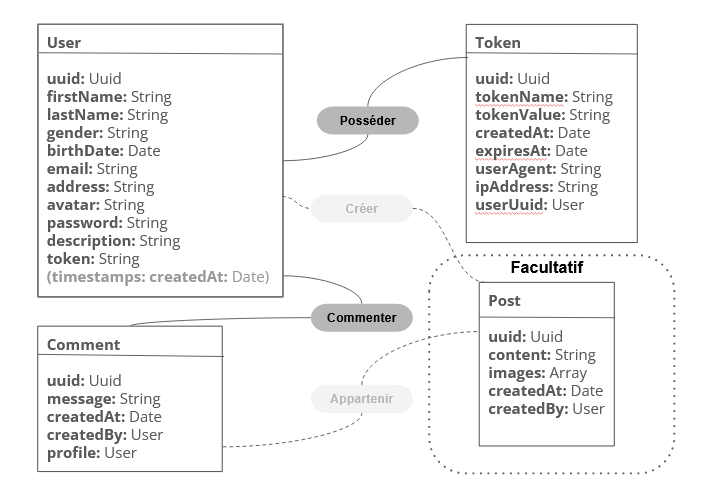 User
uuid: Uuid
firstName: String
lastName: String
gender: String
birthDate: Date
email: String
address: String
avatar: String
password: String
description: String
token: String
(timestamps: createdAt: Date)
Token
uuid: Uuid
tokenName: String
tokenValue: String
createdAt: Date
expiresAt: Date
userAgent: String
ipAddress: String
userUuid: User
Posséder
Créer
Commenter
Appartenir
Comment
uuid: Uuid
message: String
createdAt: Date
createdBy: User
profile: User
Facultatif
Post
uuid: Uuid
content: String
images: Array
createdAt: Date
createdBy: User